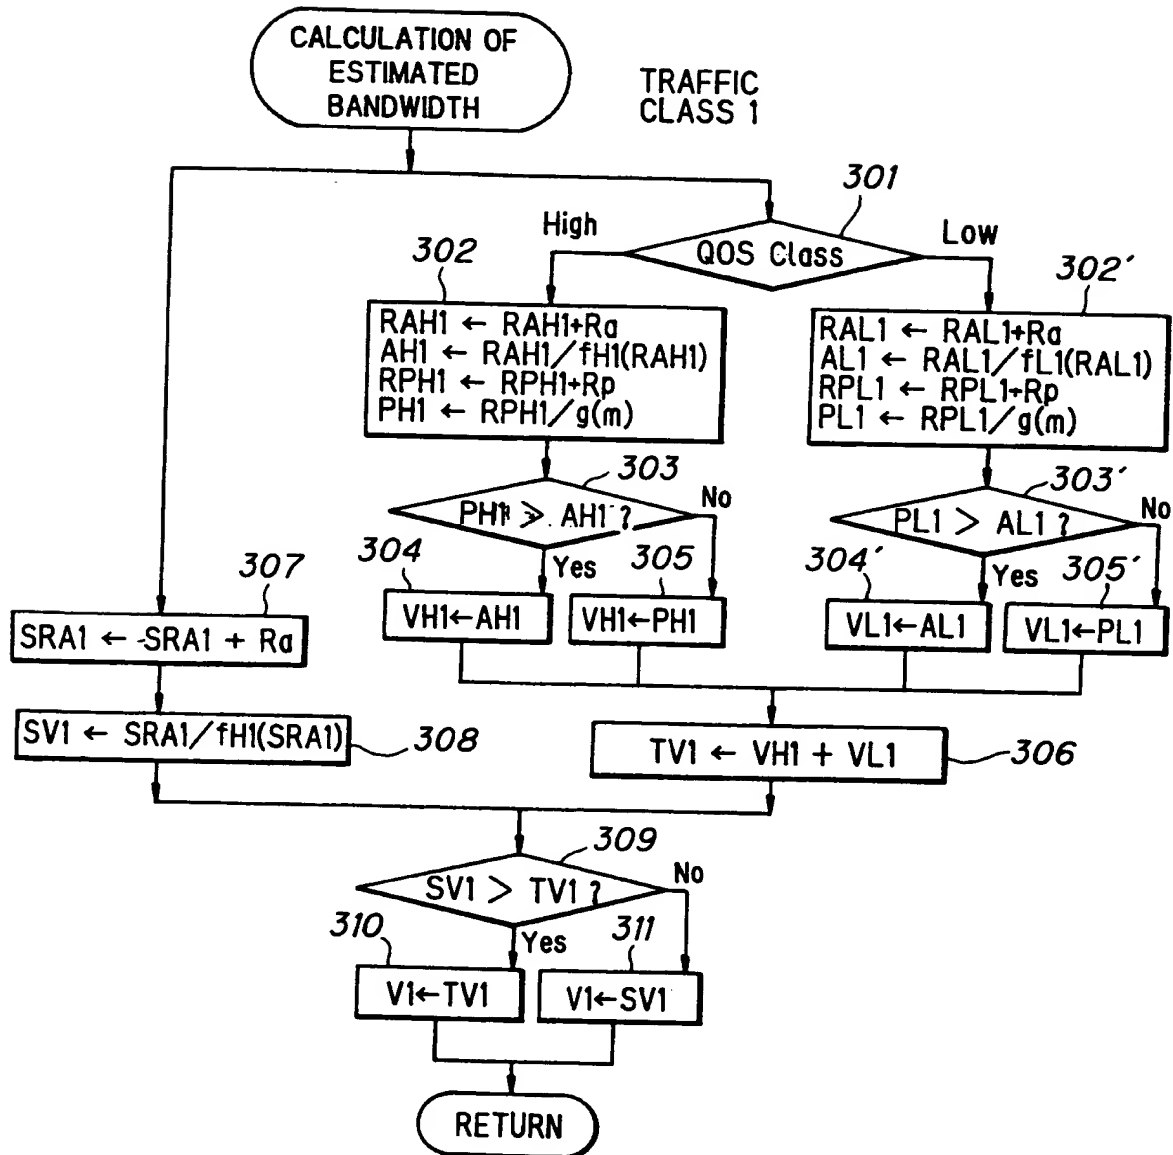 CALCULATION OF
ESTIMATED
BANDWIDTH
TRAFFIC
CLASS 1
301
High
QOS Class
Low
302
RAH1 ← RAH1+Ra
AH1 ← RAH1/fH1(RAH1)
RPH1 ← RPH1+Rp
PH1 ← RPH1/g(m)
302'
RAL1 ← RAL1+Ra
AL1 ← RAL1/fL1(RAL1)
RPL1 ← RPL1+Rp
PL1 ← RPL1/g(m)
303
PH1 > AH1 ?
No
Yes
303'
PL1 > AL1 ?
No
Yes
304
VH1←AH1
305
VH1←PH1
304'
VL1←AL1
305'
VL1←PL1
307
SRA1 ← SRA1 + Ra
SV1 ← SRA1/fH1(SRA1)
308
TV1 ← VH1 + VL1
306
309
SV1 > TV1 ?
No
Yes
310
V1←TV1
311
V1←SV1
RETURN